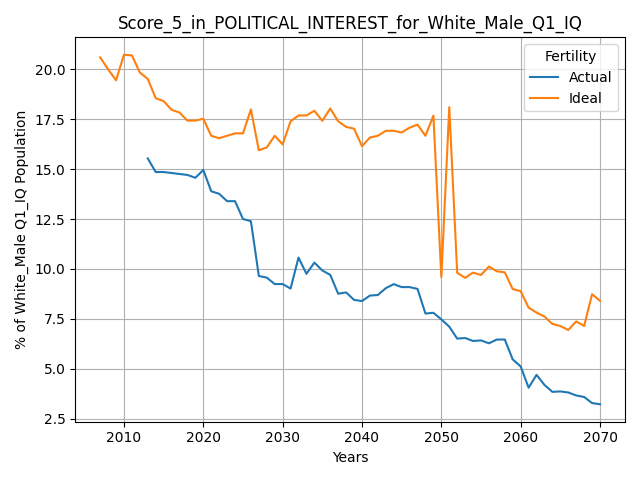 Score_5_in_POLITICAL_INTEREST_for_White_Male_Q1_IQ
Fertility
Actual
Ideal
% of White_Male Q1_IQ Population
20.0
17.5
15.0
12.5
10.0
7.5
5.0
2.5
2010 2020 2030 2040 2050 2060 2070
Years